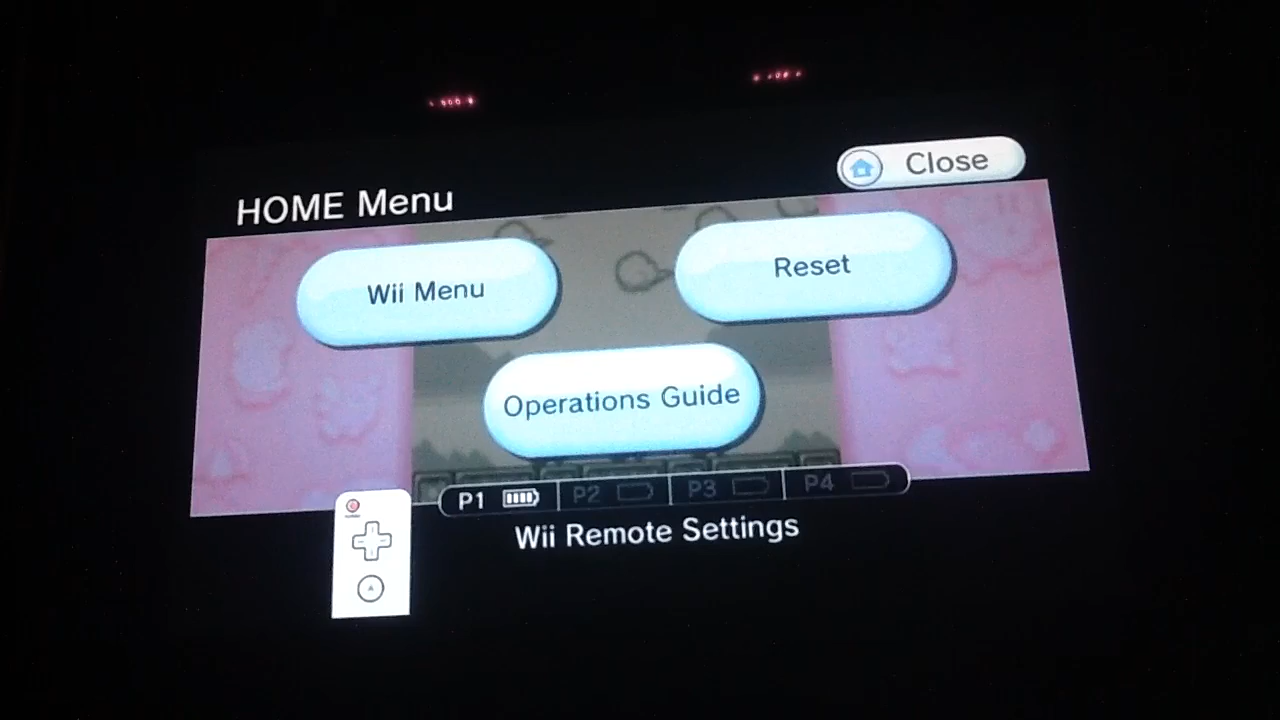 HOME Menu
Close
Wii Menu
Reset
Operations Guide
P1 P2 P3 P4
Wii Remote Settings